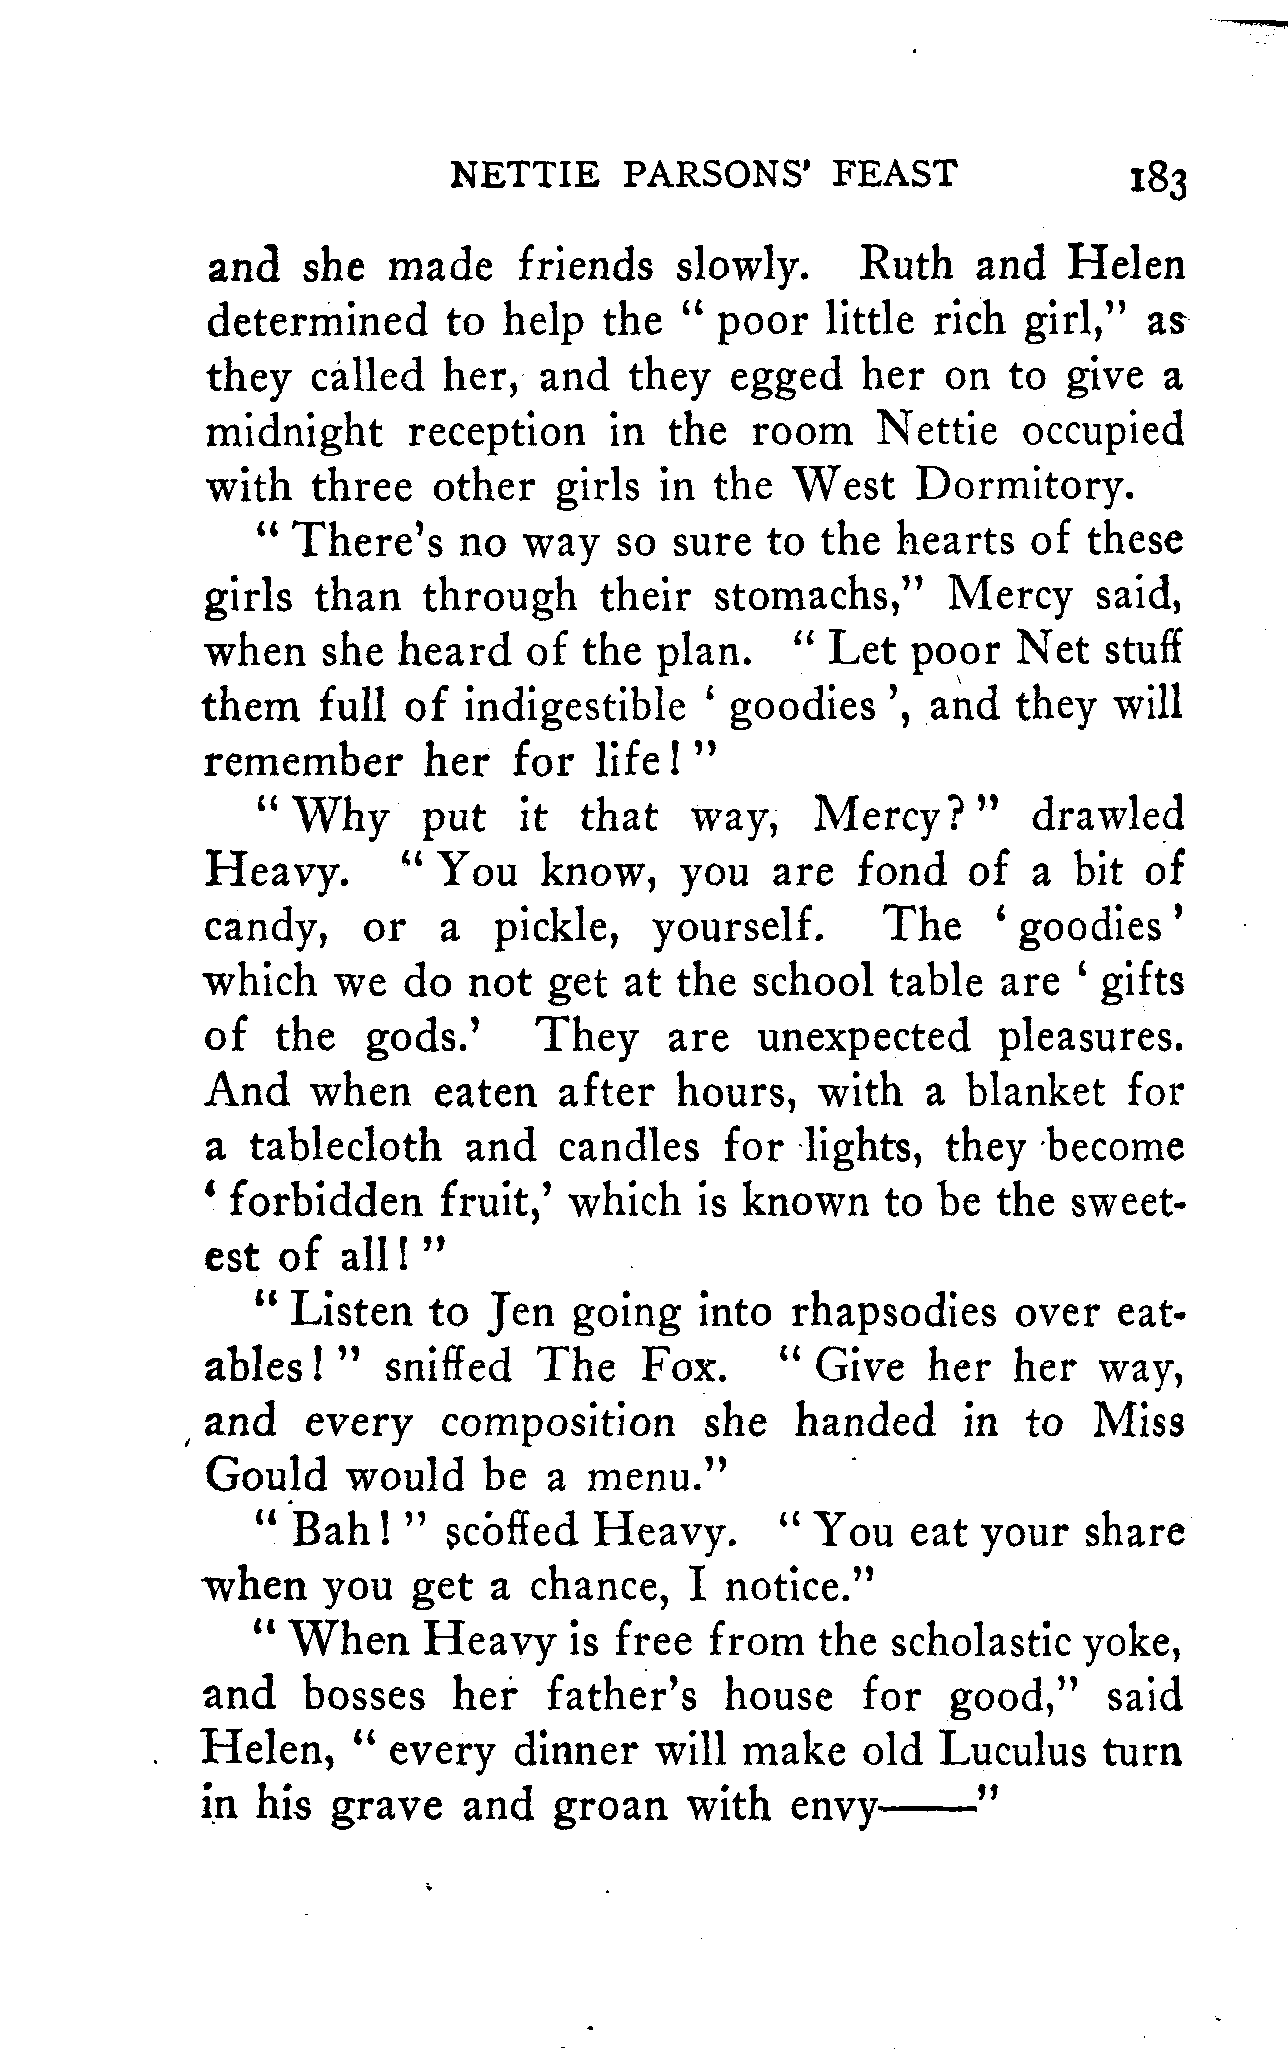 NETTIE PARSONS' FEAST 183
and she made friends slowly. Ruth and Helen
determined to help the " poor little rich girl," as
they called her, and they egged her on to give a
midnight reception in the room Nettie occupied
with three other girls in the West Dormitory.
" There's no way so sure to the hearts of these
girls than through their stomachs," Mercy said,
when she heard of the plan. " Let poor Net stuff
them full of indigestible ' goodies ', and they will
remember her for life! "
" Why put it that way, Mercy? " drawled
Heavy. " You know, you are fond of a bit of
candy, or a pickle, yourself. The ' goodies '
which we do not get at the school table are ' gifts
of the gods.' They are unexpected pleasures.
And when eaten after hours, with a blanket for
a tablecloth and candles for lights, they become
' forbidden fruit,' which is known to be the sweet-
est of all! "
" Listen to Jen going into rhapsodies over eat-
ables! " sniffed The Fox. " Give her her way,
and every composition she handed in to Miss
Gould would be a menu."
" Bah! " scoffed Heavy. " You eat your share
when you get a chance, I notice."
" When Heavy is free from the scholastic yoke,
and bosses her father's house for good," said
Helen, " every dinner will make old Luculus turn
in his grave and groan with envy——"